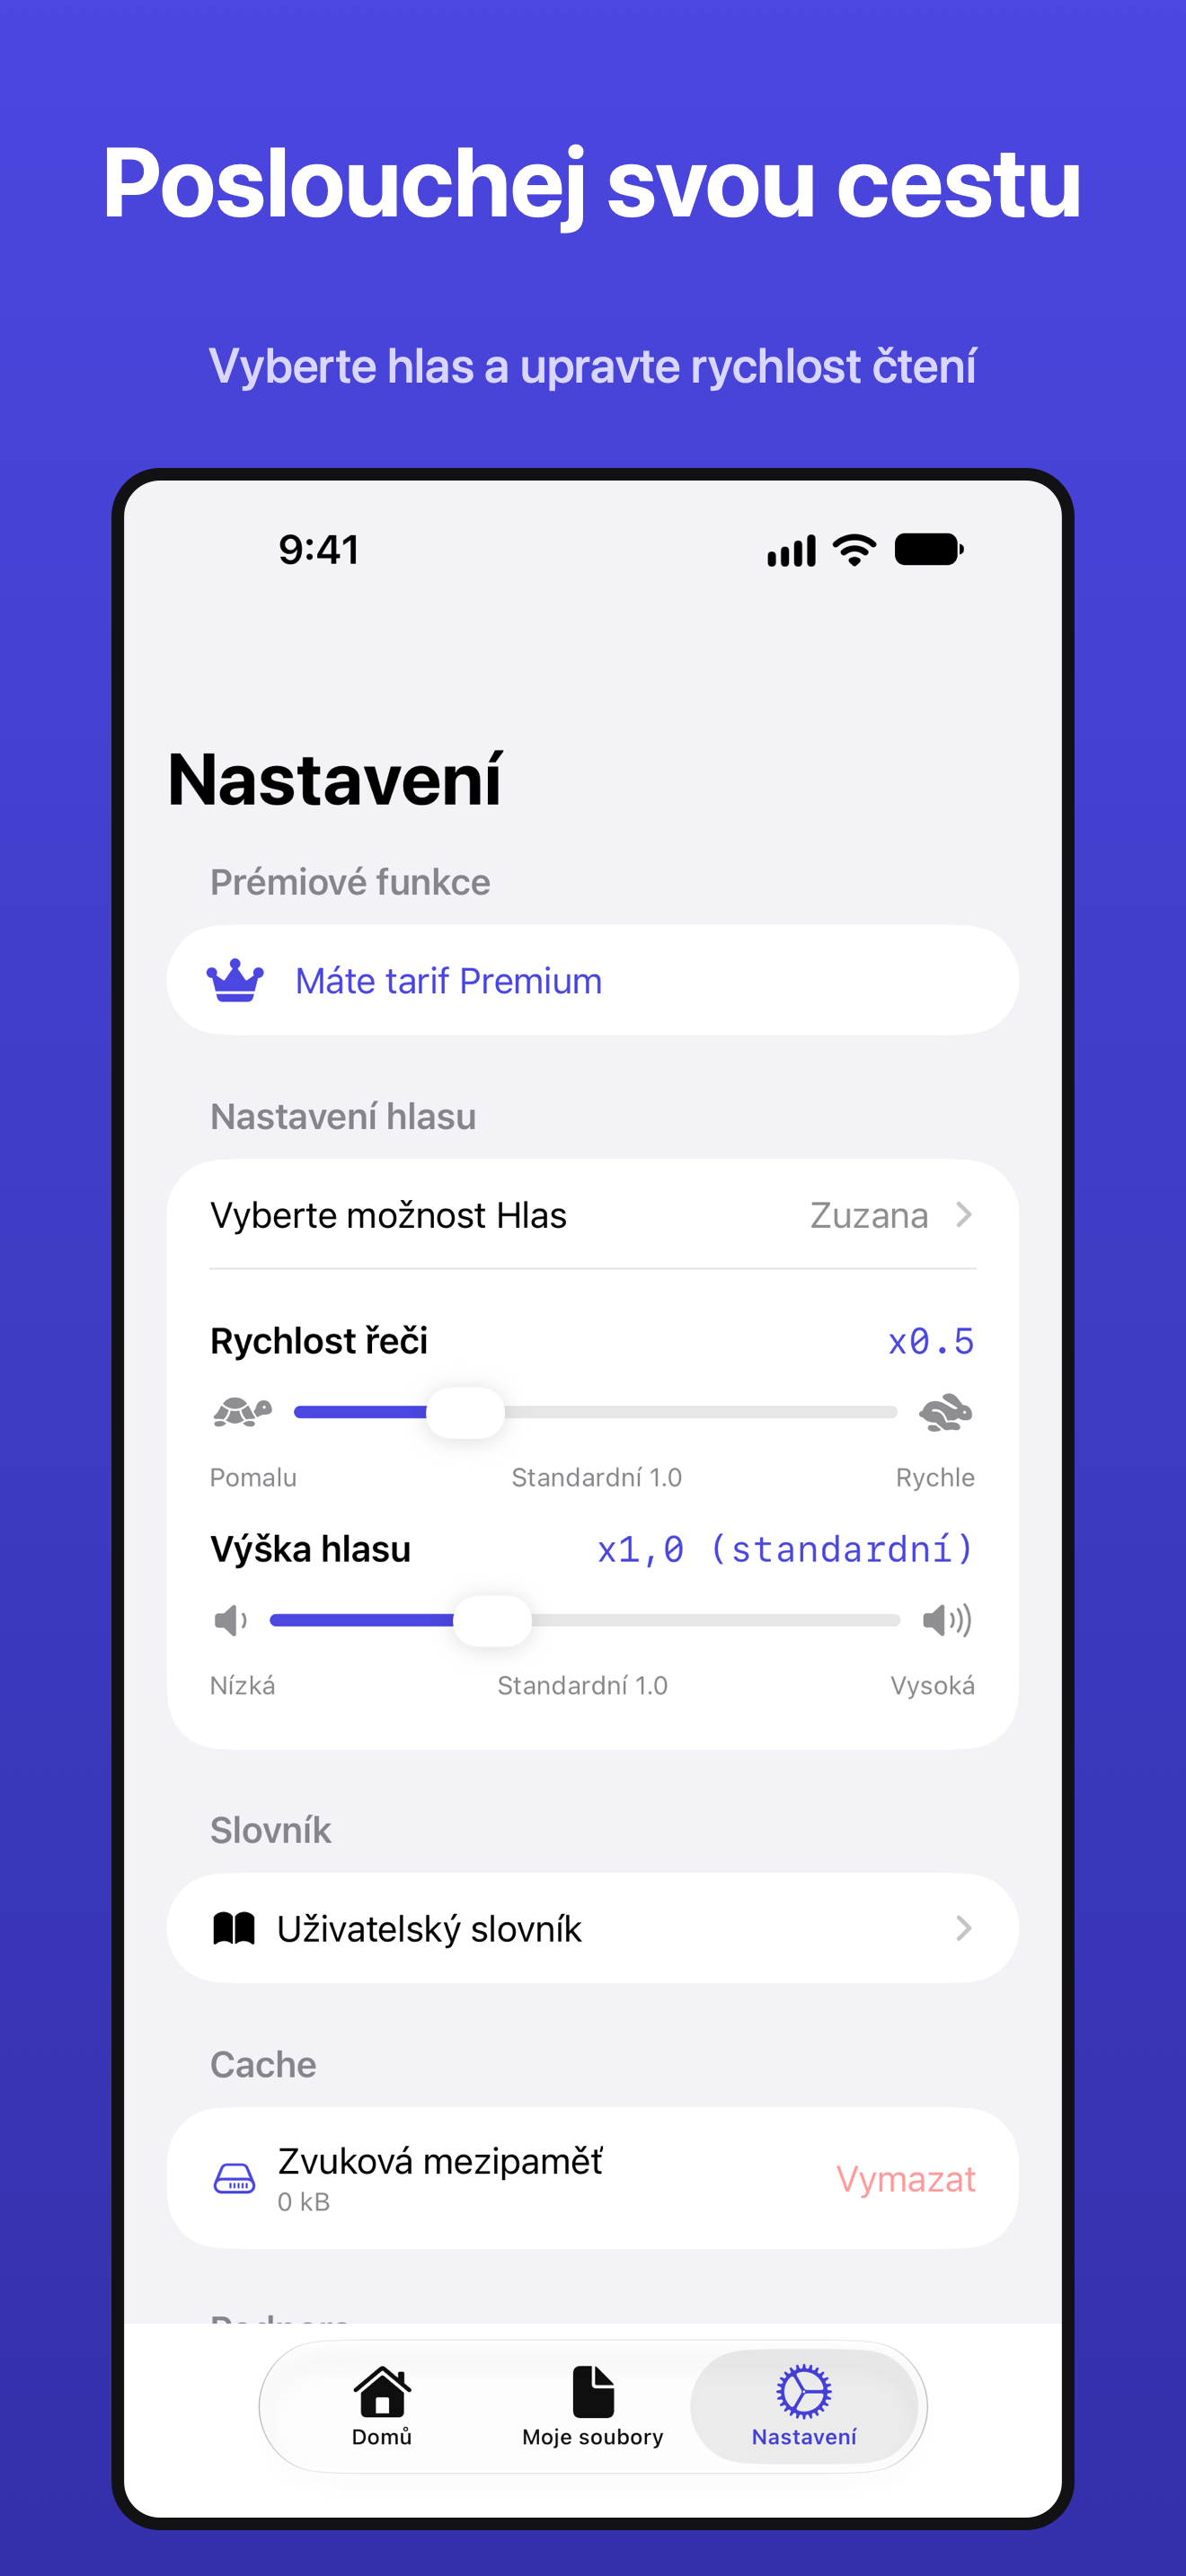 Poslouchej svou cestu
Vyberte hlas a upravte rychlost čtení
9:41
Nastavení
Prémiové funkce
Máte tarif Premium
Nastavení hlasu
Vyberte možnost Hlas Zuzana
Rychlost řeči x0.5
Pomalu Standardní 1.0 Rychle
Výška hlasu x1,0 (standardní)
Nízká Standardní 1.0 Vysoká
Slovník
Uživatelský slovník
Cache
Zvuková mezipaměť
0 kB
Vymazat
Domů Moje soubory Nastavení